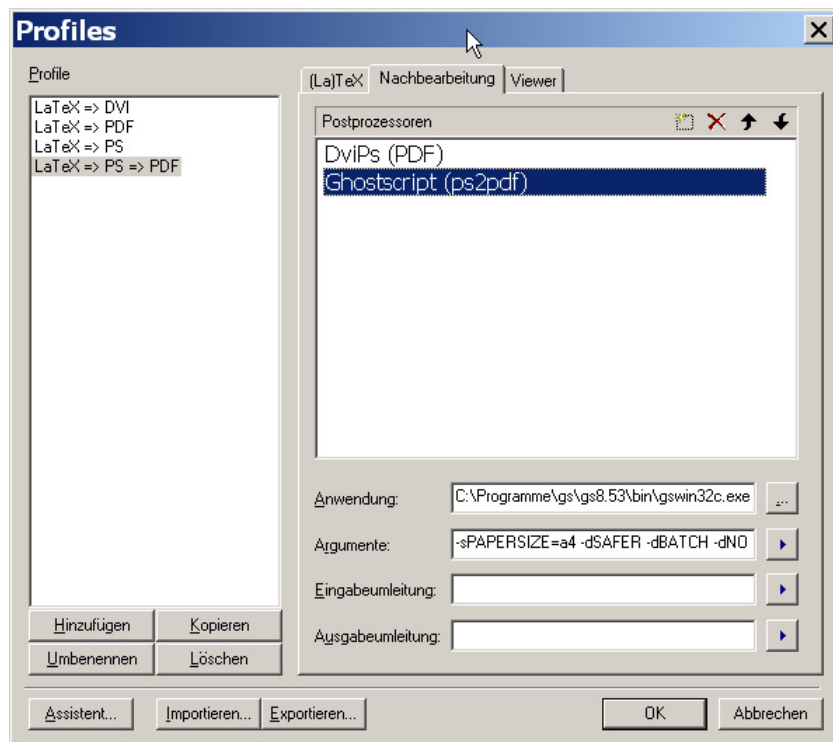 Profiles
Profile
LaTeX => DVI
LaTeX => PDF
LaTeX => PS
LaTeX => PS => PDF
Hinzufügen
Kopieren
Umbenennen
Löschen
(La)TeX
Nachbearbeitung
Viewer
Postprozessoren
DviPs (PDF)
Ghostscript (ps2pdf)
Anwendung:
C:\Programme\gs\gs8.53\bin\gswin32c.exe
...
Argumente:
-sPAPERSIZE=a4 -dSAFER -dBATCH -dNO
Eingabeumleitung:
Ausgabeumleitung:
Assistent...
Importieren...
Exportieren...
OK
Abbrechen